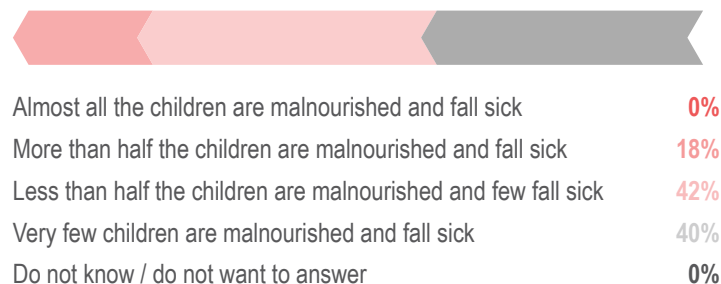 Almost all the children are malnourished and fall sick 0%
More than half the children are malnourished and fall sick 18%
Less than half the children are malnourished and few fall sick 42%
Very few children are malnourished and fall sick 40%
Do not know / do not want to answer 0%